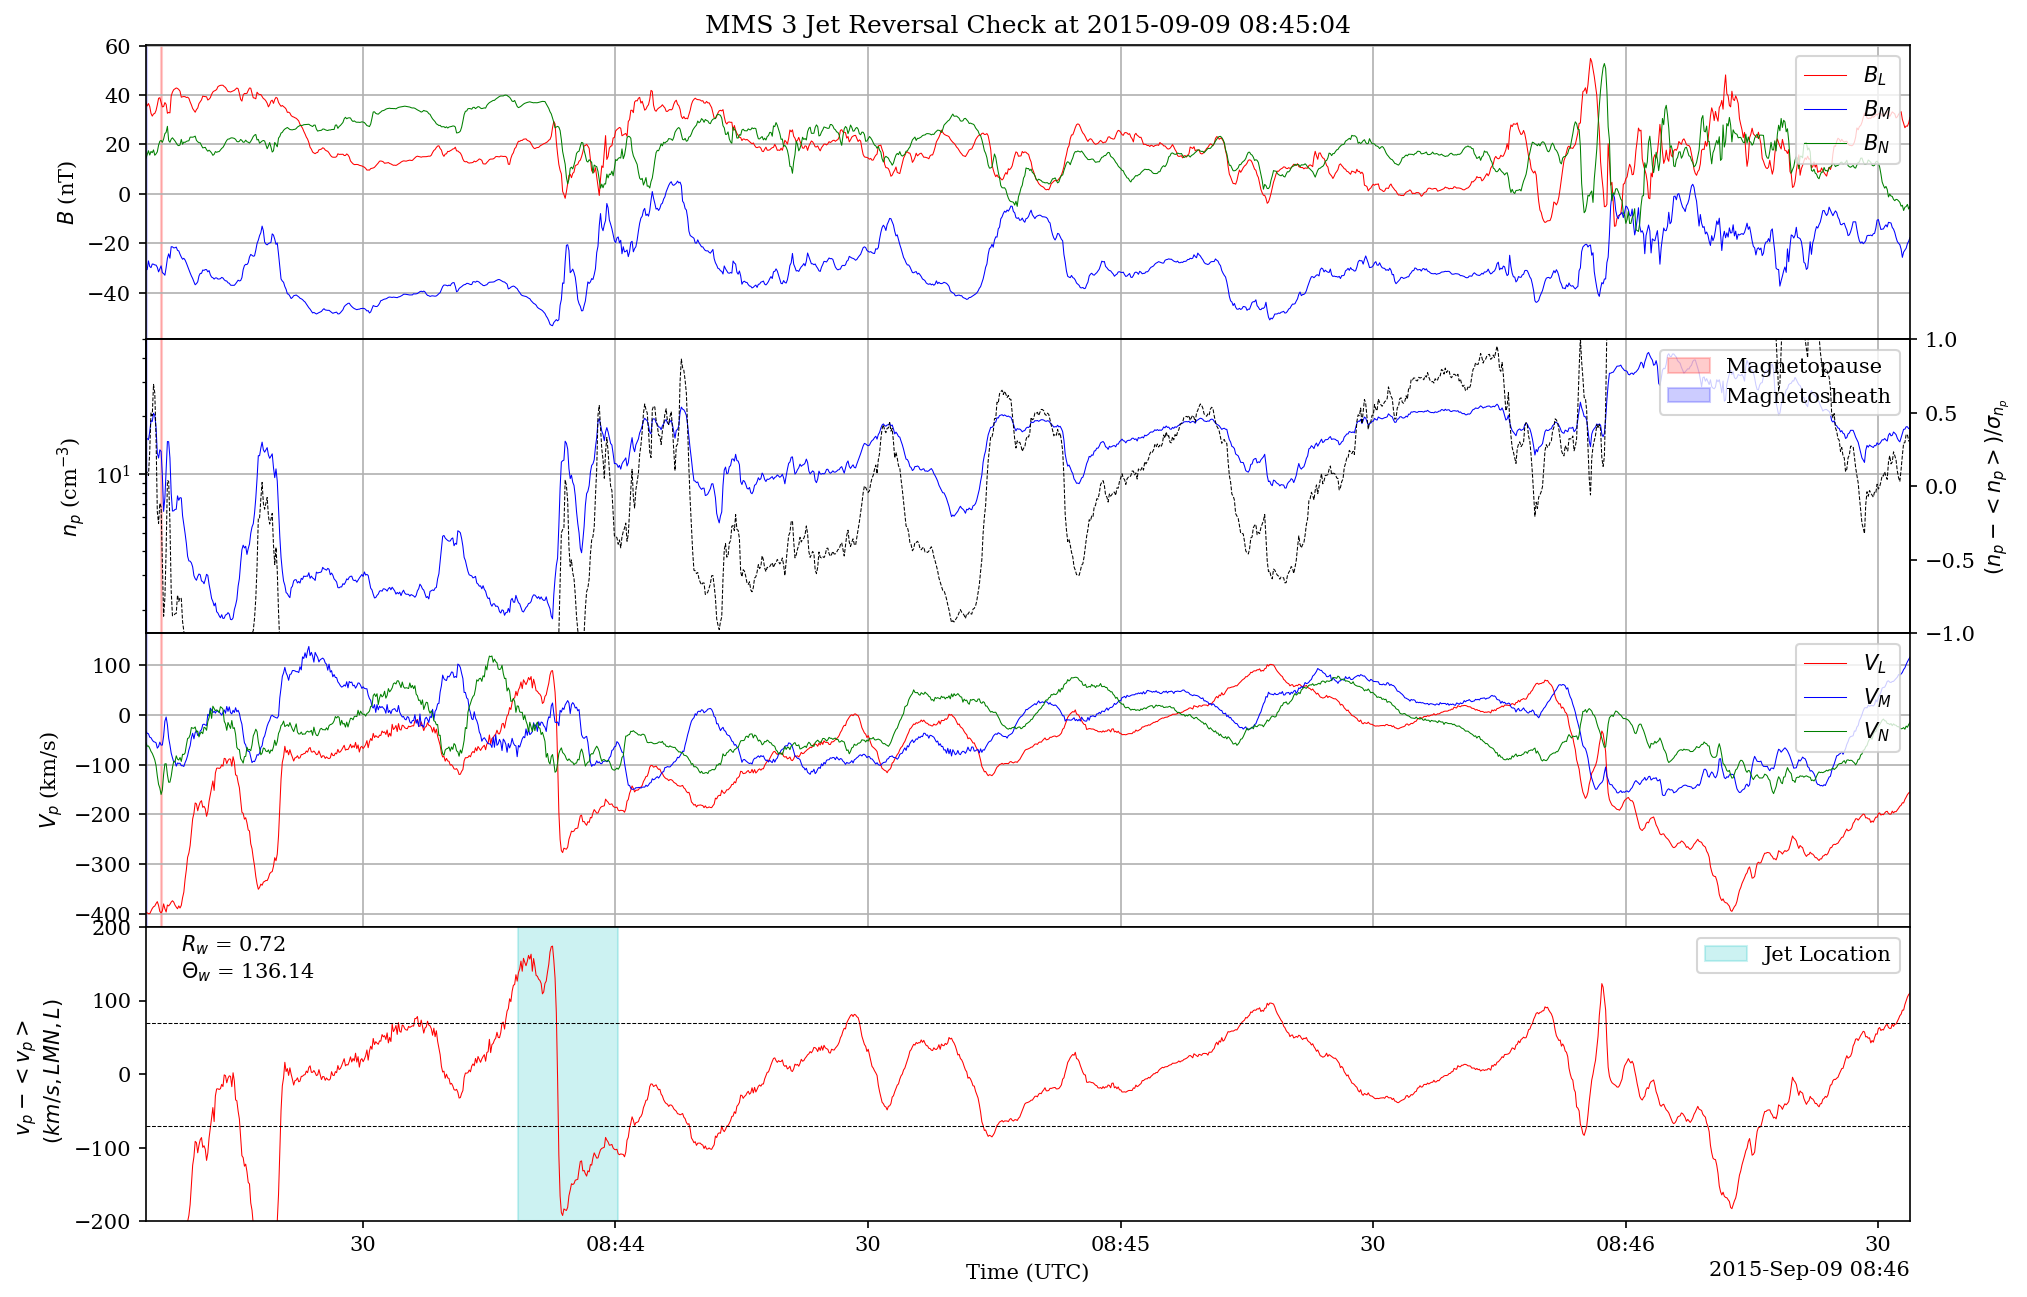 MMS 3 Jet Reversal Check at 2015-09-09 08:45:04
60
40
20
0
−20
−40
B (nT)
B_L
B_M
B_N
10^1
n_p (cm^{−3})
1.0
0.5
0.0
−0.5
−1.0
(n_p − < n_p >)/σ_{n_p}
Magnetopause
Magnetosheath
100
0
−100
−200
−300
−400
V_p (km/s)
V_L
V_M
V_N
200
100
0
−100
−200
v_p − < v_p >
(km/s, LMN, L)
R_w = 0.72
Θ_w = 136.14
Jet Location
30
08:44
30
08:45
30
08:46
30
Time (UTC)
2015-Sep-09 08:46